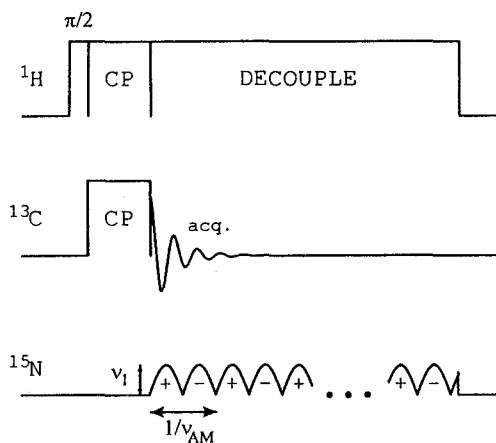 π/2
¹H CP DECOUPLE
¹³C CP acq.
¹⁵N ν₁ + − + − + • • • + −
1/ν_AM